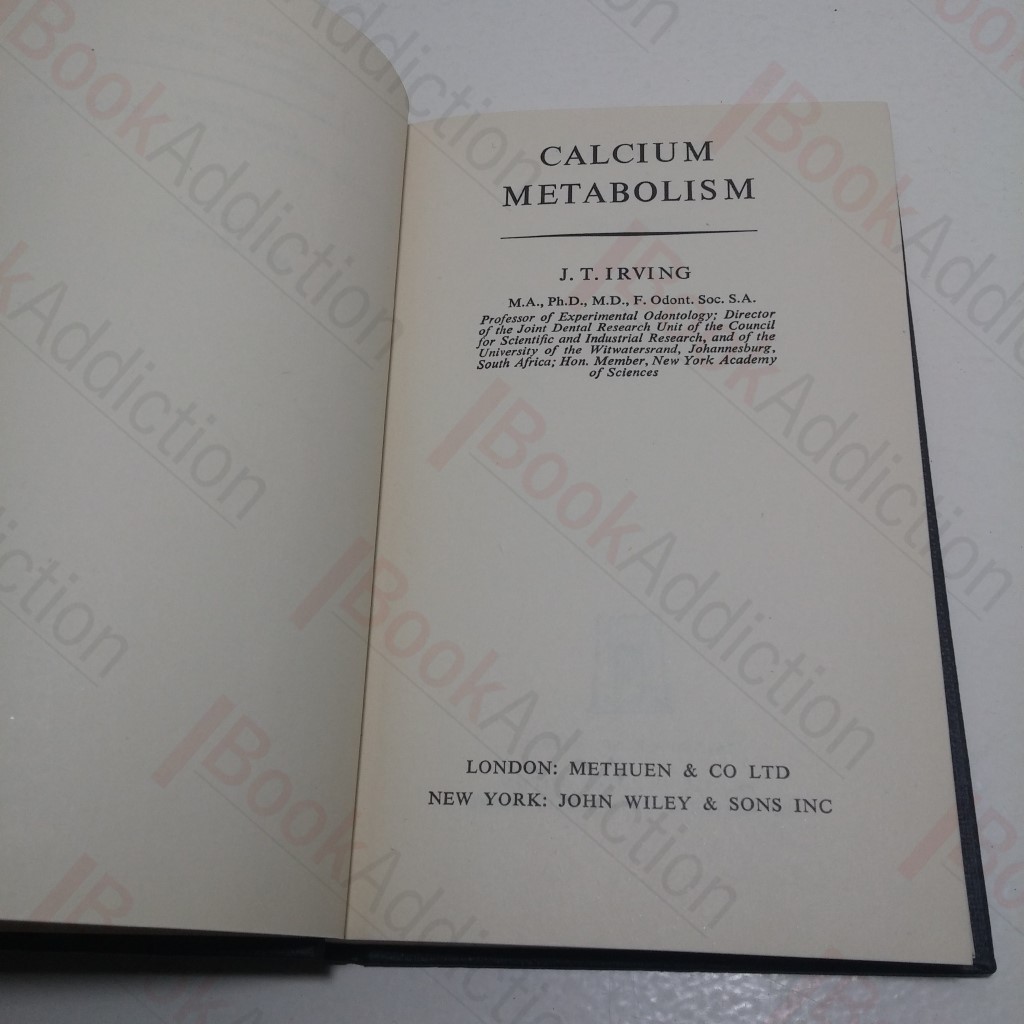 CALCIUM
METABOLISM
J. T. IRVING
M.A., Ph.D., M.D., F. Odont. Soc. S.A.
Professor of Experimental Odontology; Director
of the Joint Dental Research Unit of the Council
for Scientific and Industrial Research, and of the
University of the Witwatersrand, Johannesburg,
South Africa; Hon. Member, New York Academy
of Sciences
LONDON: METHUEN & CO LTD
NEW YORK: JOHN WILEY & SONS INC
BookAddiction